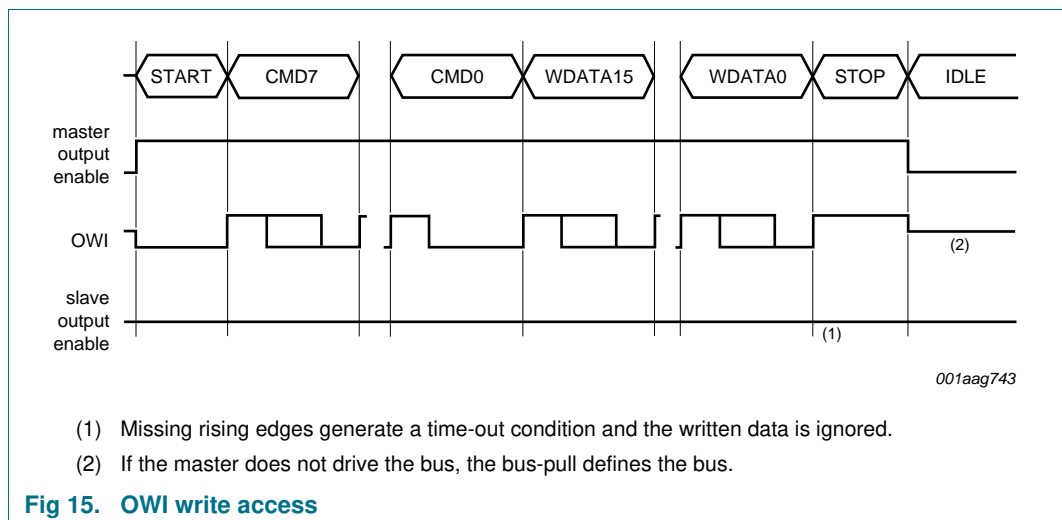 START CMD7 CMD0 WDATA15 WDATA0 STOP IDLE
master
output
enable
OWI
(2)
slave
output
enable
(1)
001aag743
(1) Missing rising edges generate a time-out condition and the written data is ignored.
(2) If the master does not drive the bus, the bus-pull defines the bus.
Fig 15. OWI write access